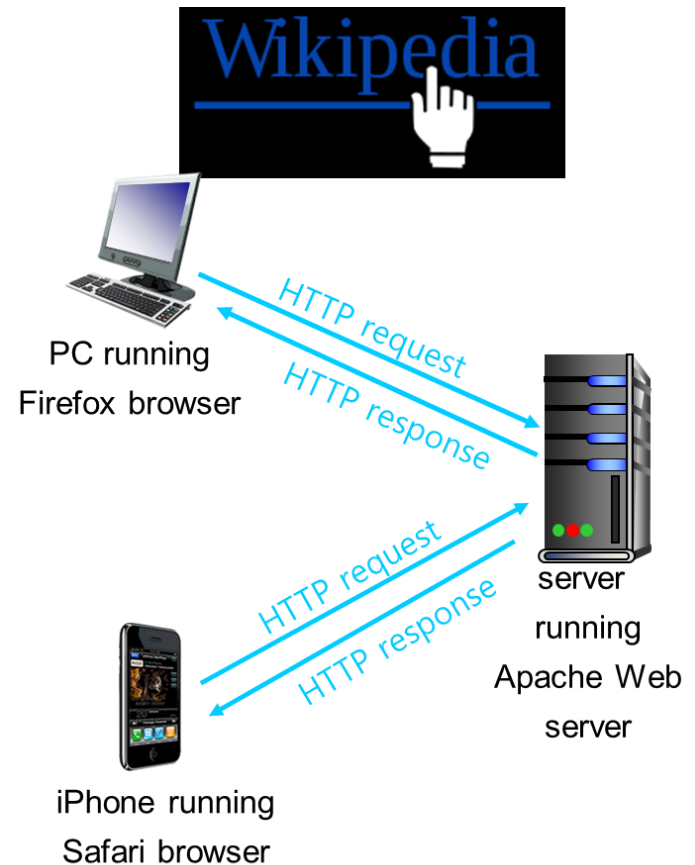 Wikipedia
HTTP request
HTTP response
PC running
Firefox browser
HTTP request
HTTP response
server
running
Apache Web
server
iPhone running
Safari browser